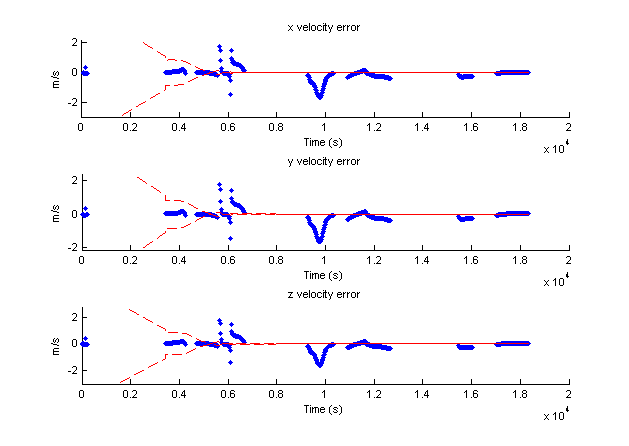 x velocity error
2
0
-2
m/s
0 0.2 0.4 0.6 0.8 1 1.2 1.4 1.6 1.8 2
Time (s)
x 10^4
y velocity error
2
0
-2
m/s
0 0.2 0.4 0.6 0.8 1 1.2 1.4 1.6 1.8 2
Time (s)
x 10^4
z velocity error
2
0
-2
m/s
0 0.2 0.4 0.6 0.8 1 1.2 1.4 1.6 1.8 2
Time (s)
x 10^4